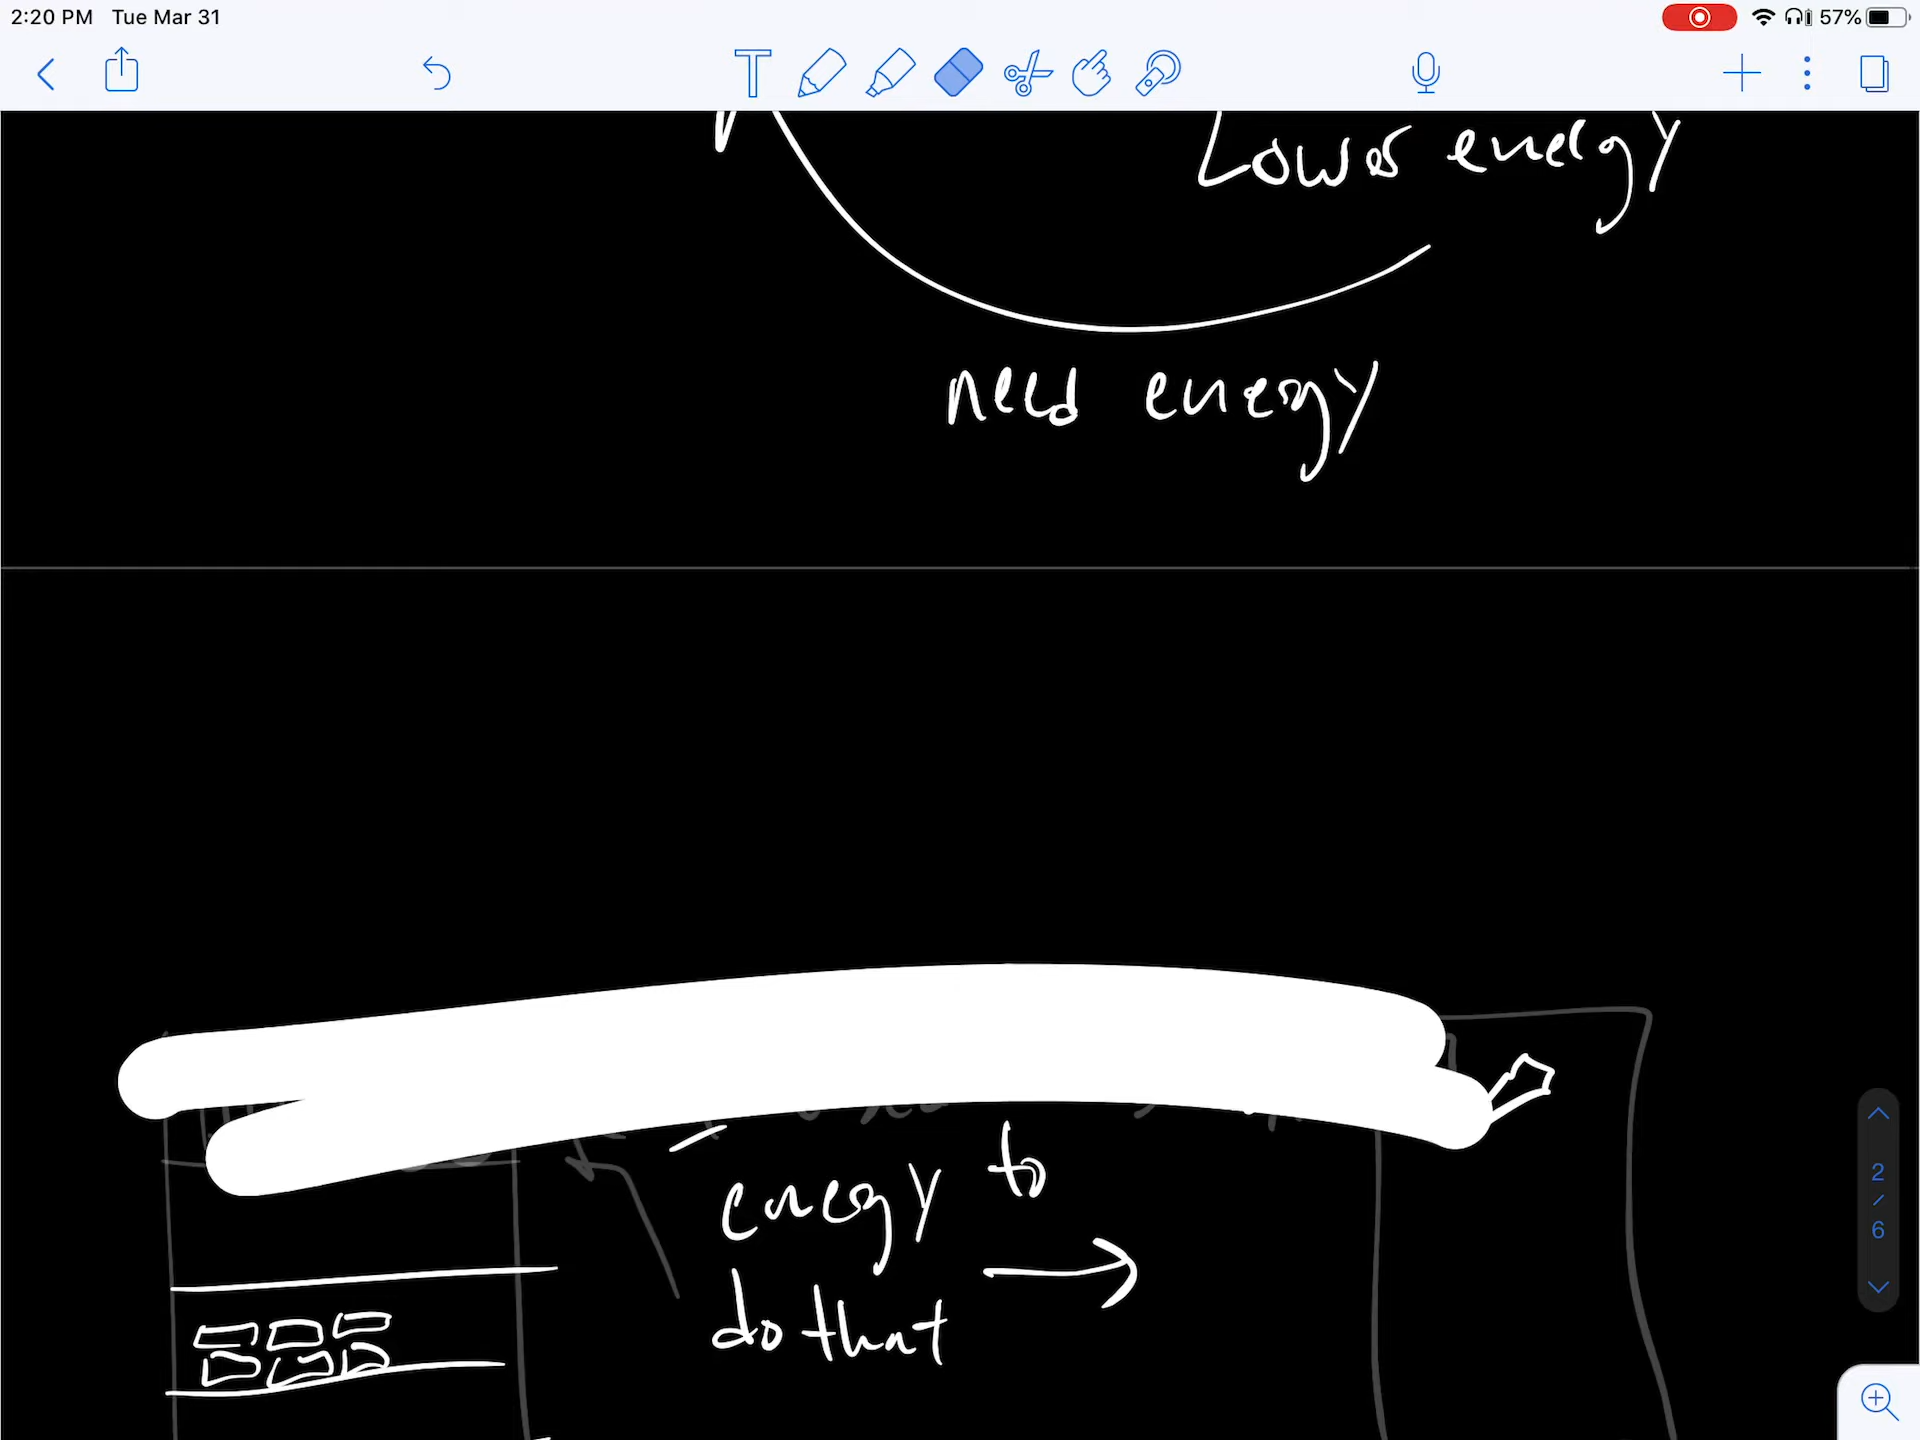 2:20 PM Tue Mar 31
57%
Lower energy
need energy
energy to
do that
2
/
6